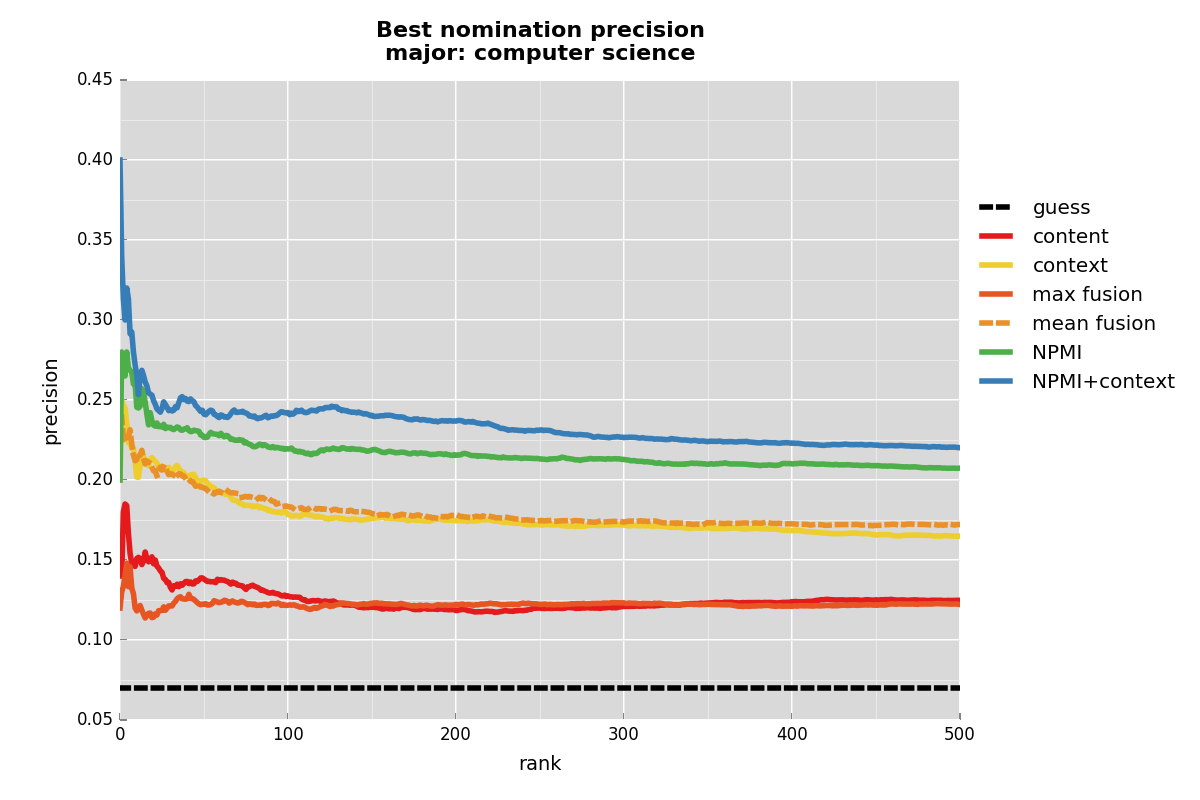 Best nomination precision
major: computer science
precision
0.45
0.40
0.35
0.30
0.25
0.20
0.15
0.10
0.05
0
100
200
300
400
500
rank
guess
content
context
max fusion
mean fusion
NPMI
NPMI+context